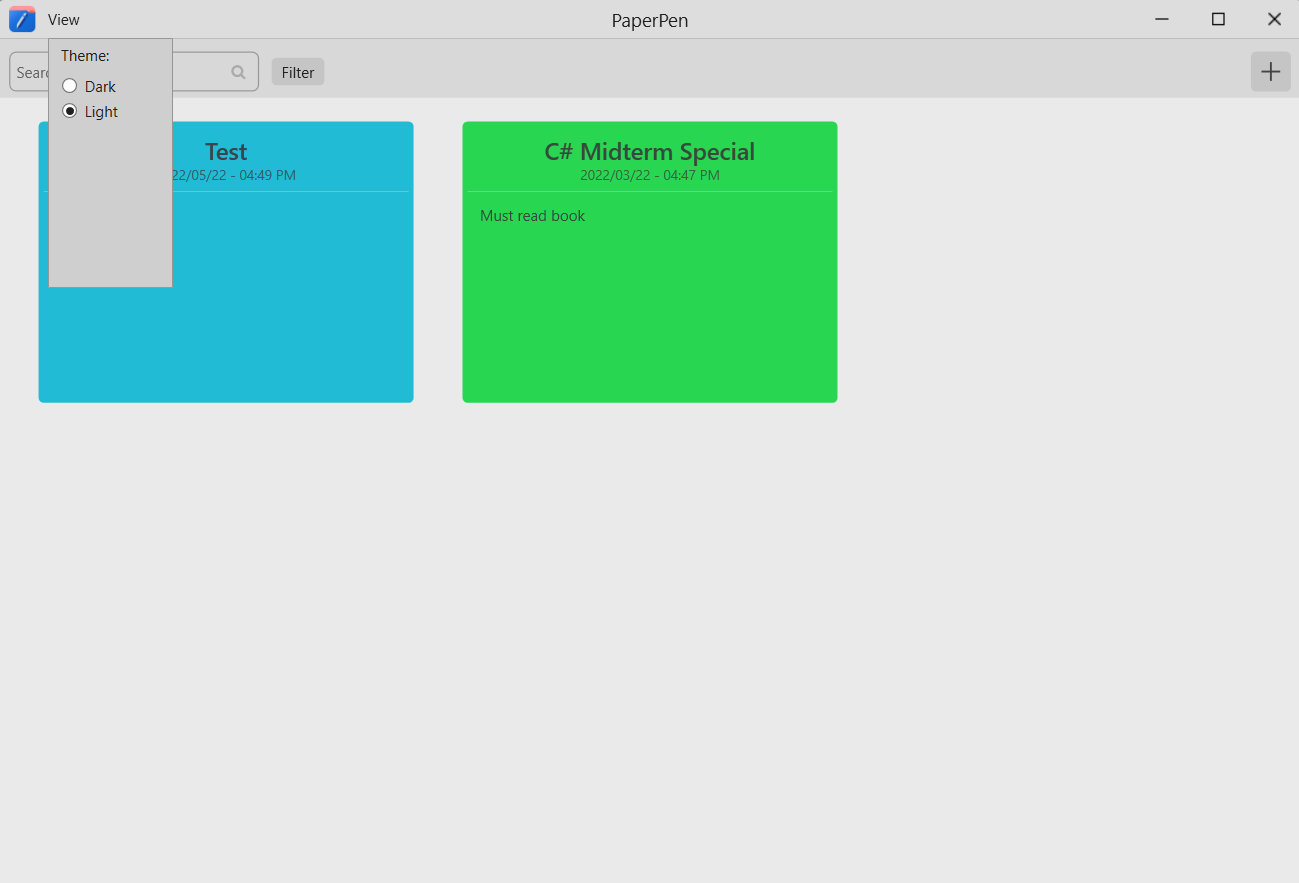 View
PaperPen
Theme:
Dark
Light
Filter
Test
22/05/22 - 04:49 PM
C# Midterm Special
2022/03/22 - 04:47 PM
Must read book